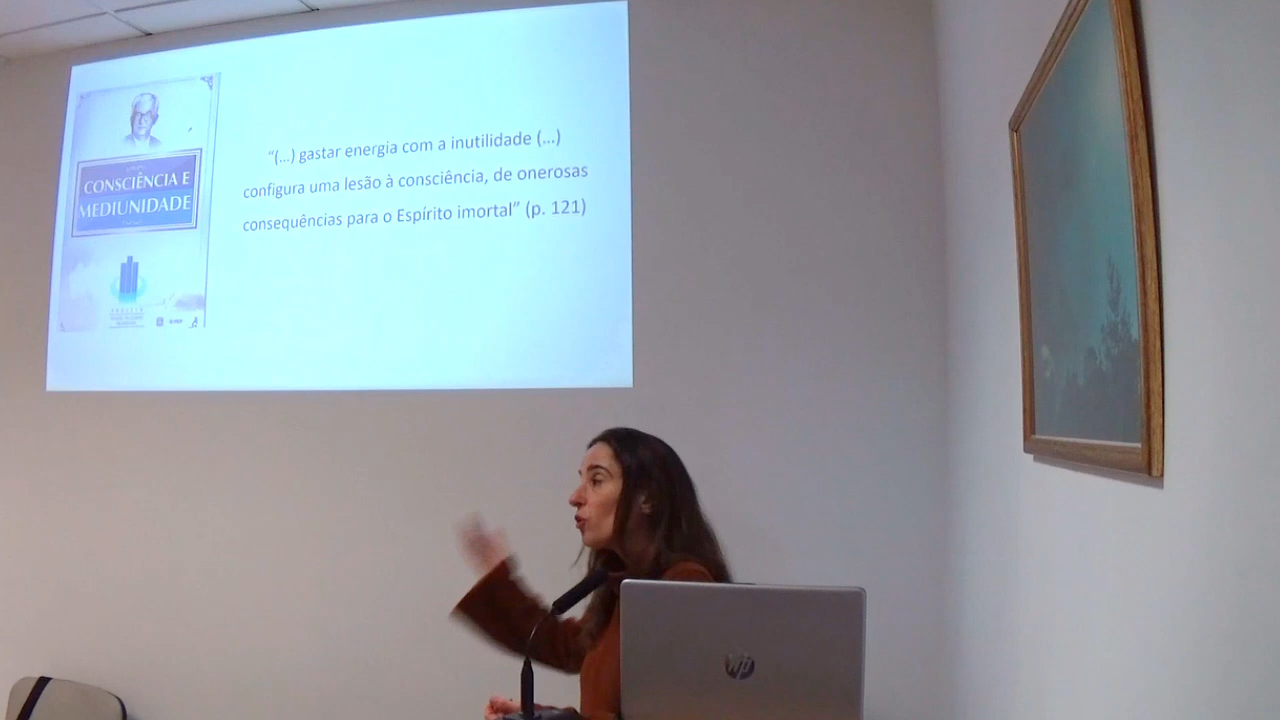 CONSCIÊNCIA E
MEDIUNIDADE
“(...) gastar energia com a inutilidade (...)
configura uma lesão à consciência, de onerosas
consequências para o Espírito imortal” (p. 121)
hp